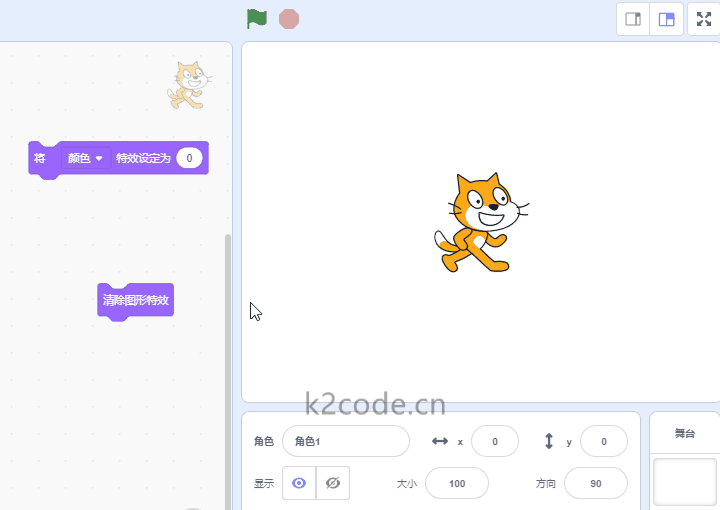 将 颜色 特效设定为 0
清除图形特效
k2code.cn
角色 角色1 x 0 y 0
舞台
显示 大小 100 方向 90